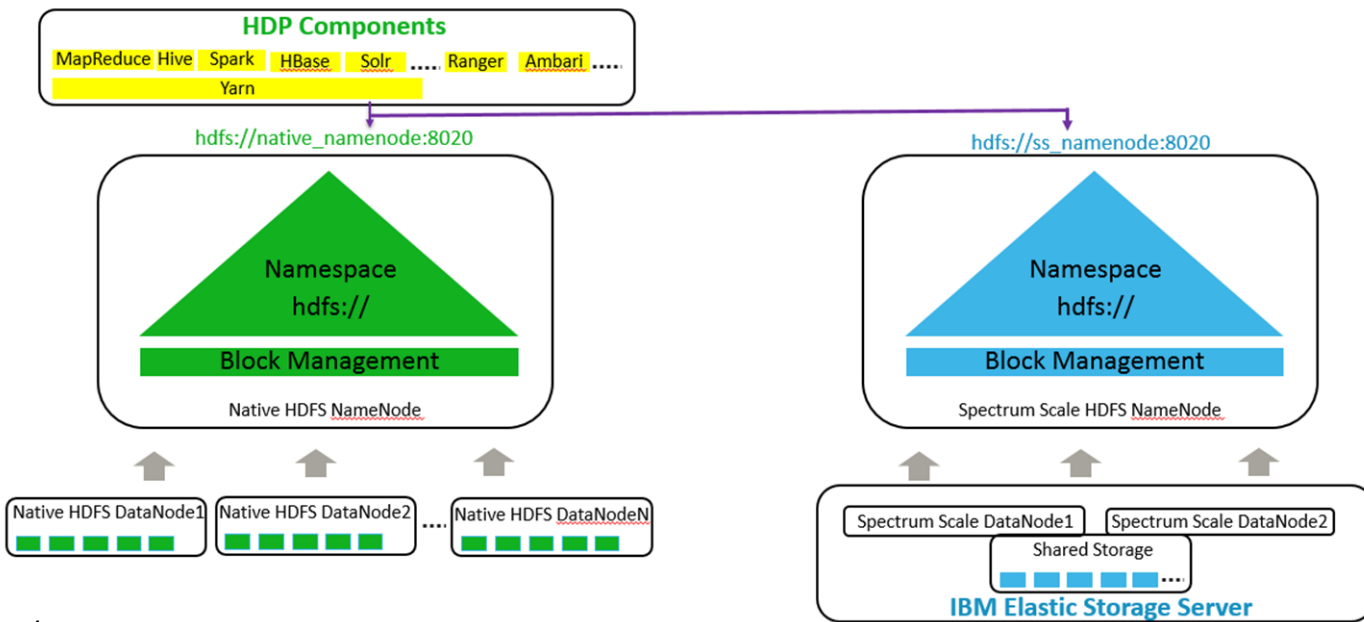 HDP Components
MapReduce Hive Spark HBase Solr ..... Ranger Ambari .....
Yarn
hdfs://native_namenode:8020
hdfs://ss_namenode:8020
Namespace
hdfs://
Block Management
Native HDFS NameNode
Namespace
hdfs://
Block Management
Spectrum Scale HDFS NameNode
Native HDFS DataNode1
Native HDFS DataNode2
....
Native HDFS DataNodeN
Spectrum Scale DataNode1
Spectrum Scale DataNode2
Shared Storage
....
IBM Elastic Storage Server